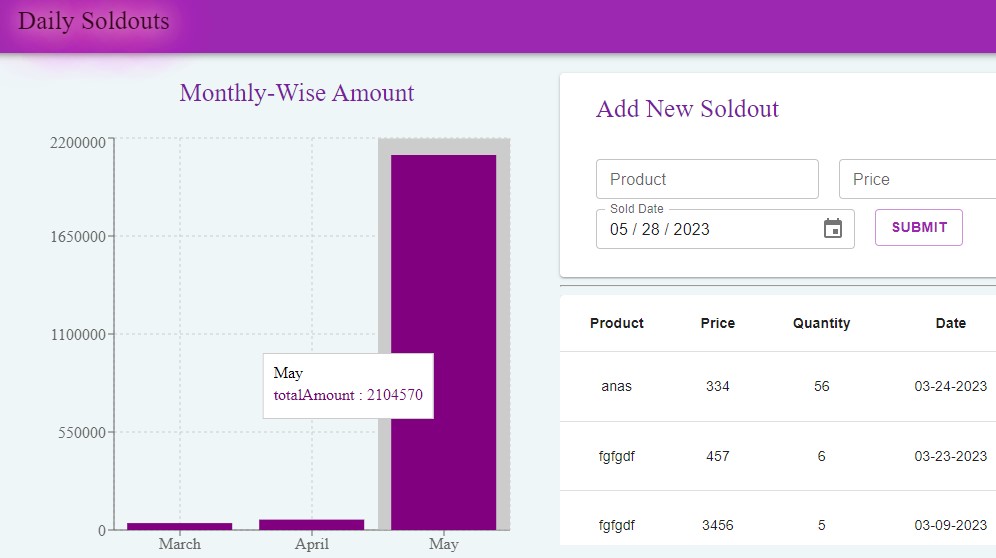 Daily Soldouts
Monthly-Wise Amount
2200000
1650000
1100000
550000
0
March April May
May
totalAmount : 2104570
Add New Soldout
Product Price
Sold Date
05 / 28 / 2023 SUBMIT
Product Price Quantity Date
anas 334 56 03-24-2023
fgfgdf 457 6 03-23-2023
fgfgdf 3456 5 03-09-2023